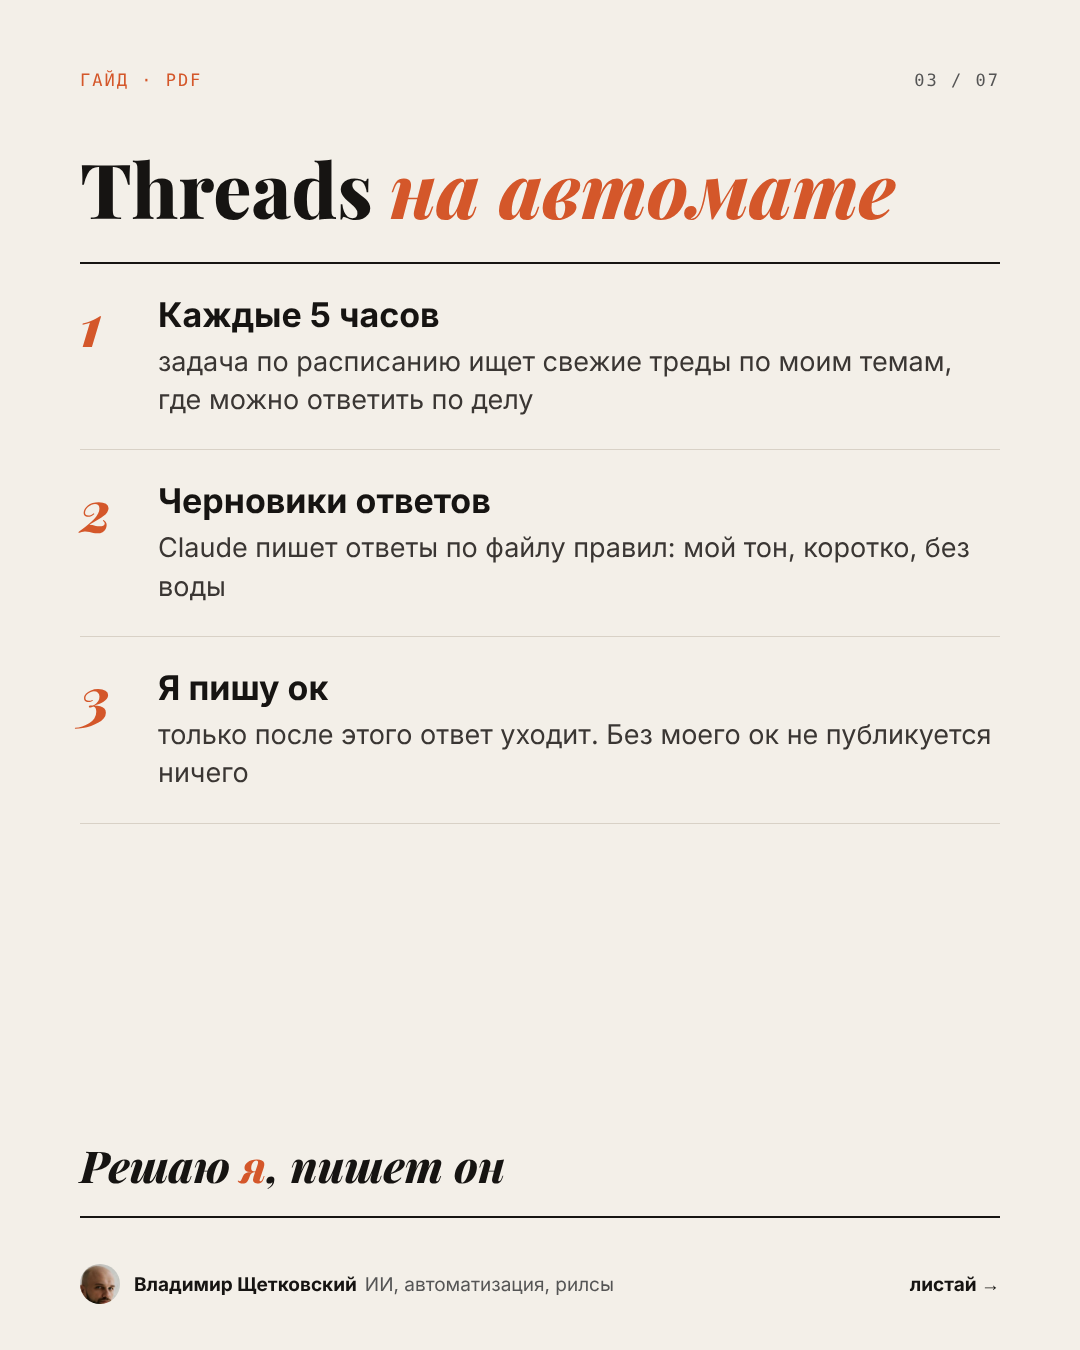 ГАЙД · PDF
03 / 07
Threads на автомате
1
Каждые 5 часов
задача по расписанию ищет свежие треды по моим темам,
где можно ответить по делу
2
Черновики ответов
Claude пишет ответы по файлу правил: мой тон, коротко, без
воды
3
Я пишу ок
только после этого ответ уходит. Без моего ок не публикуется
ничего
Решаю я, пишет он
Владимир Щетковский ИИ, автоматизация, рилсы
листай →